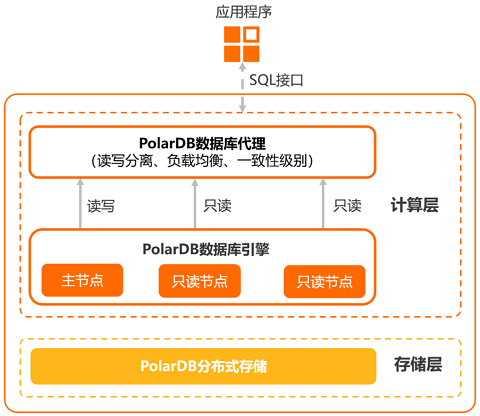 应用程序
SQL接口
PolarDB数据库代理
（读写分离、负载均衡、一致性级别）
读写
只读
只读
计算层
PolarDB数据库引擎
主节点
只读节点
只读节点
PolarDB分布式存储
存储层